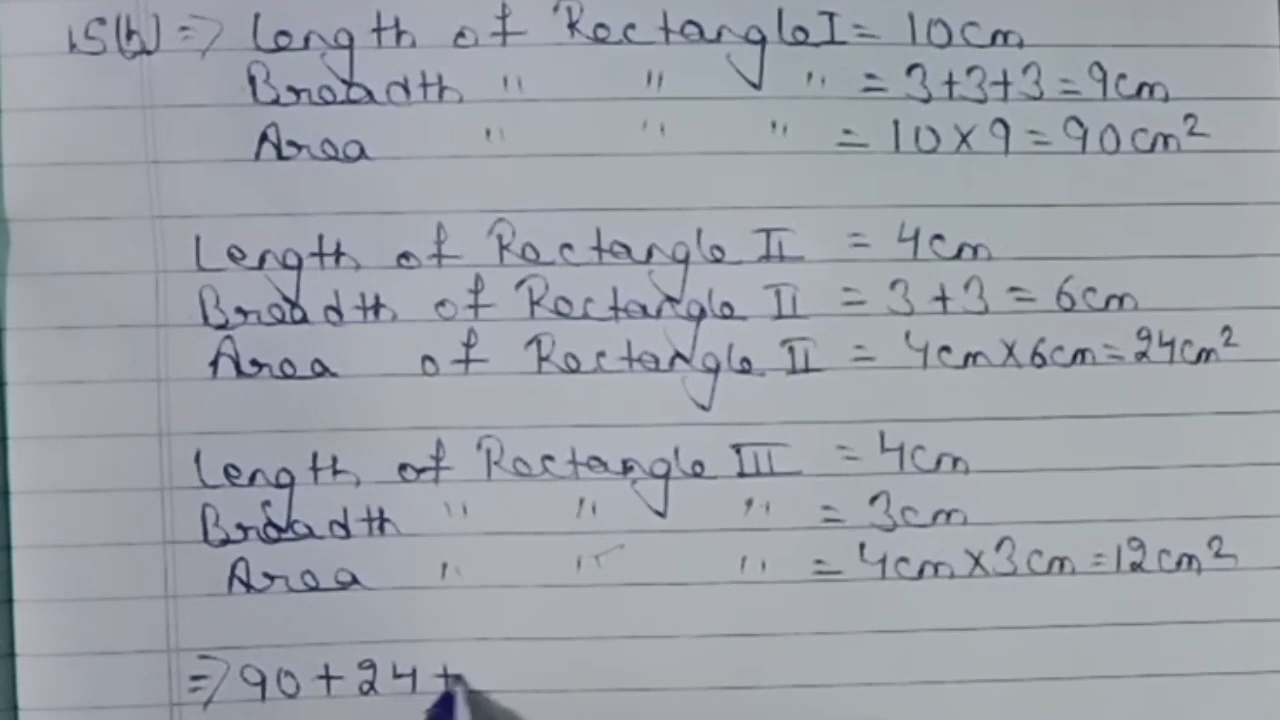 15(b) => Length of Rectangle I = 10cm
Breadth " " " = 3+3+3 = 9cm
Area " " " = 10×9 = 90cm²
Length of Rectangle II = 4cm
Breadth of Rectangle II = 3+3 = 6cm
Area of Rectangle II = 4cm×6cm = 24cm²
Length of Rectangle III = 4cm
Breadth " " " = 3cm
Area " " " = 4cm×3cm = 12cm²
=> 90+24+